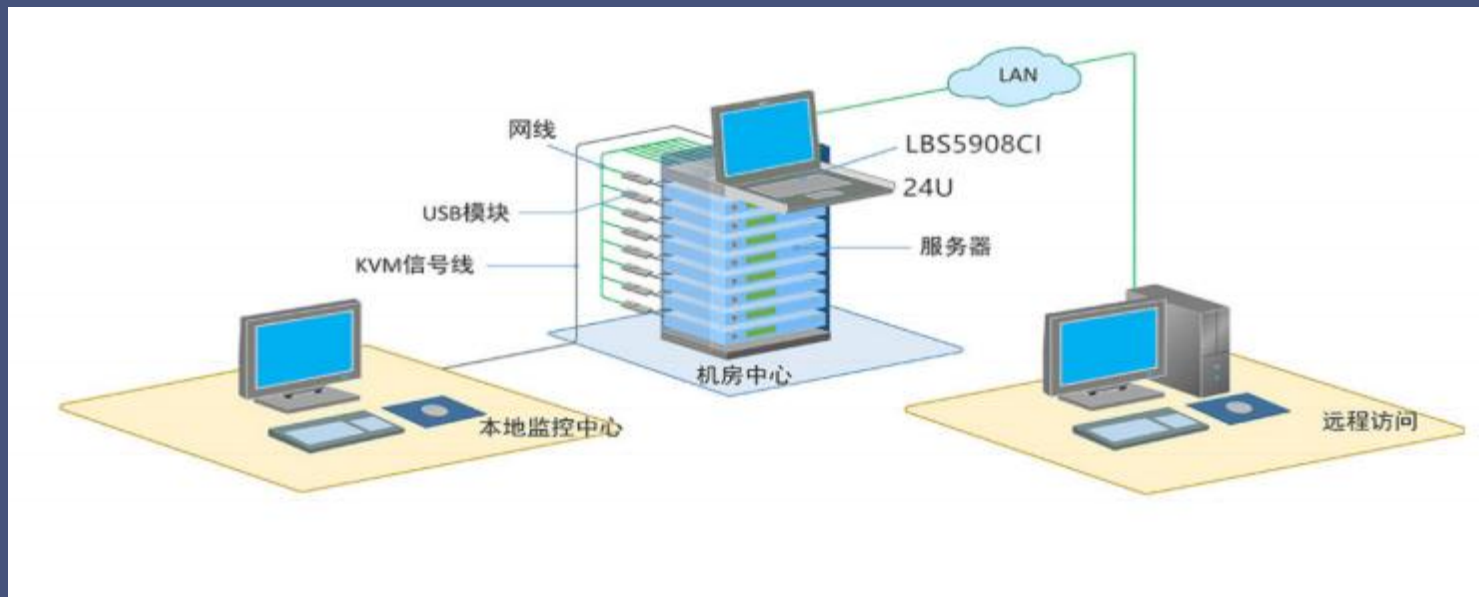 LAN
网线
LBS5908CI
24U
USB模块
服务器
KVM信号线
机房中心
本地监控中心
远程访问